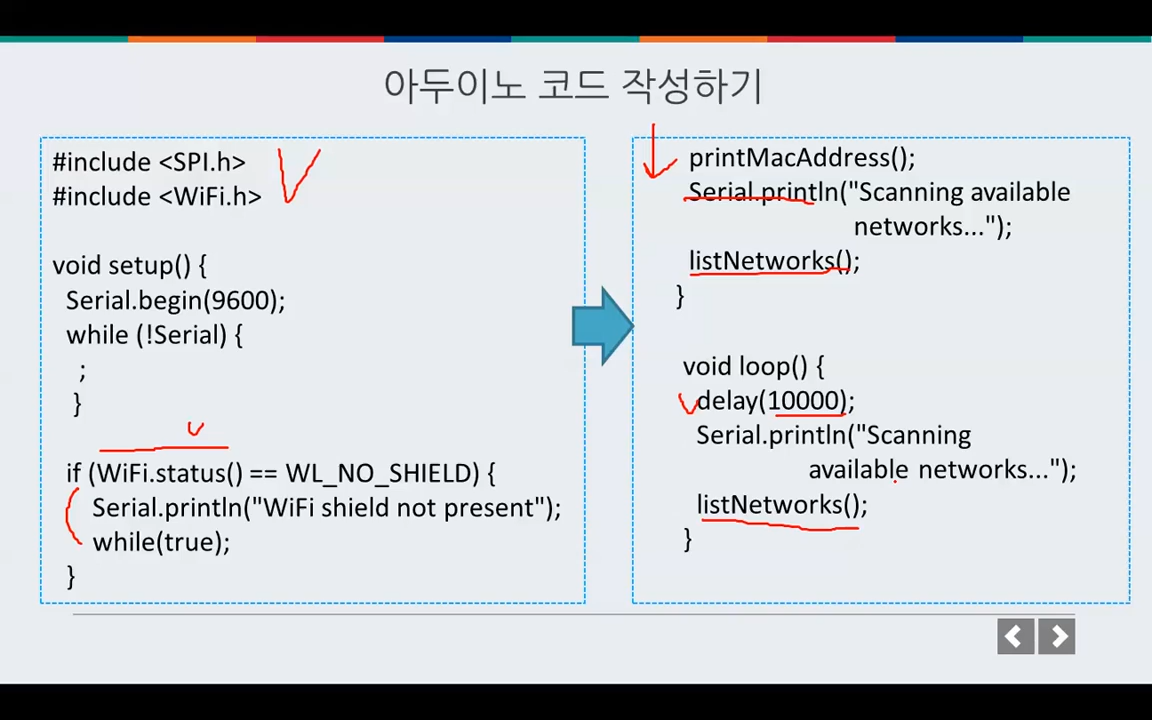 아두이노 코드 작성하기
#include <SPI.h>
#include <WiFi.h>
void setup() {
Serial.begin(9600);
while (!Serial) {
;
}
if (WiFi.status() == WL_NO_SHIELD) {
Serial.println("WiFi shield not present");
while(true);
}
printMacAddress();
Serial.println("Scanning available
networks...");
listNetworks();
}
void loop() {
delay(10000);
Serial.println("Scanning
available networks...");
listNetworks();
}